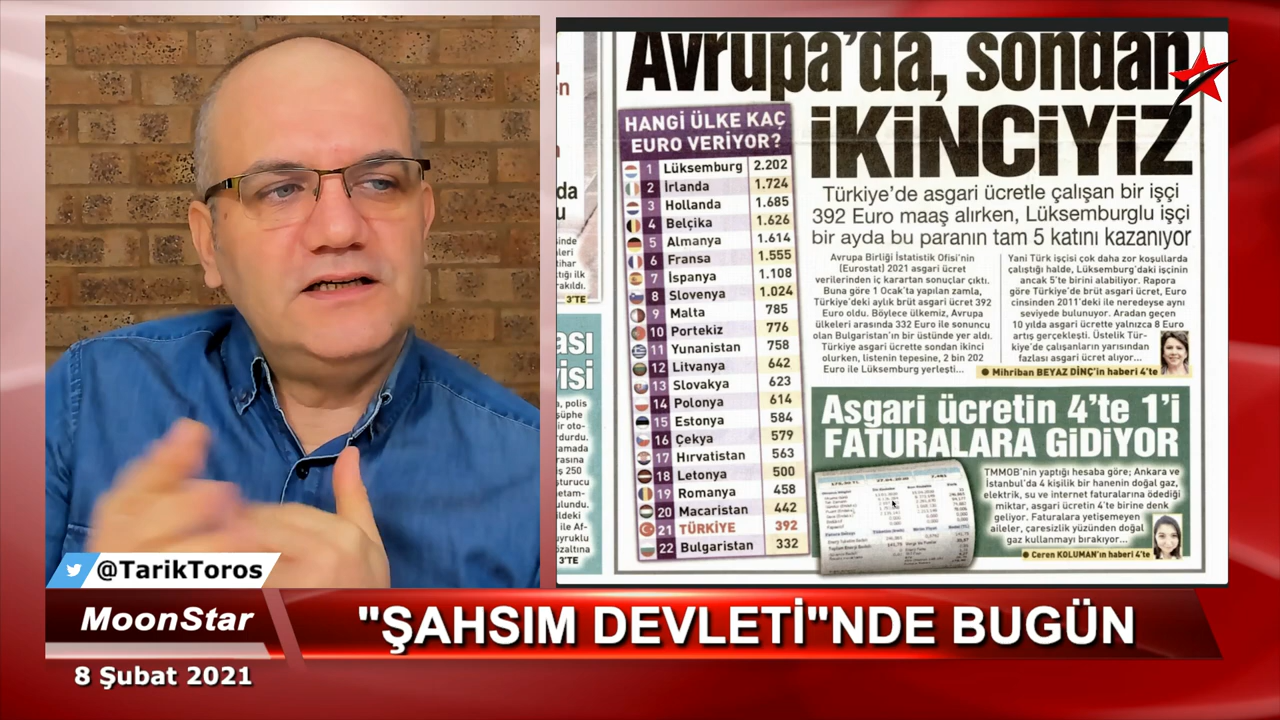 Avrupa'da, sondan
İKİNCİYİZ
HANGİ ÜLKE KAÇ
EURO VERİYOR?
1 Lüksemburg 2.202
2 İrlanda 1.724
3 Hollanda 1.685
4 Belçika 1.626
5 Almanya 1.614
6 Fransa 1.555
7 İspanya 1.108
8 Slovenya 1.024
9 Malta 785
10 Portekiz 776
11 Yunanistan 758
12 Litvanya 642
13 Slovakya 623
14 Polonya 614
15 Estonya 584
16 Çekya 579
17 Hırvatistan 563
18 Letonya 500
19 Romanya 458
20 Macaristan 442
21 TÜRKİYE 392
22 Bulgaristan 332
Türkiye'de asgari ücretle çalışan bir işçi
392 Euro maaş alırken, Lüksemburglu işçi
bir ayda bu paranın tam 5 katını kazanıyor
Avrupa Birliği İstatistik Ofisi'nin
(Eurostat) 2021 asgari ücret
verilerinden iç karartan sonuçlar çıktı.
Buna göre 1 Ocak'ta yapılan zamla,
Türkiye'deki aylık brüt asgari ücret 392
Euro oldu. Böylece ülkemiz, Avrupa
ülkeleri arasında 332 Euro ile sonuncu
olan Bulgaristan'ın bir üstünde yer aldı.
Türkiye asgari ücrette sondan ikinci
olurken, listenin tepesine, 2 bin 202
Euro ile Lüksemburg yerleşti...
Yani Türk işçisi çok daha zor koşullarda
çalıştığı halde, Lüksemburg'daki işçinin
ancak 5'te birini alabiliyor. Rapora
göre Türkiye'de brüt asgari ücret, Euro
cinsinden 2011'deki ile neredeyse aynı
seviyede bulunuyor. Aradan geçen
10 yılda asgari ücrette yalnızca 8 Euro
artış gerçekleşti. Üstelik Tür-
kiye'de çalışanların yarısından
fazlası asgari ücret alıyor...
Mihriban BEYAZ DİNÇ'in haberi 4'te
Asgari ücretin 4'te 1'i
FATURALARA GİDİYOR
TMMOB'nin yaptığı hesaba göre; Ankara ve
İstanbul'da 4 kişilik bir hanenin doğal gaz,
elektrik, su ve internet faturalarına ödediği
miktar, asgari ücretin 4'te birine denk
geliyor. Faturalara yetişemeyen
aileler, çaresizlik yüzünden doğal
gaz kullanmayı bırakıyor...
Ceren KOLUMAN'ın haberi 4'te
3'TE
, polis
şüphe
bir oto-
durdu.
ramada
rasına
iş 250
3'TE
@TarikToros
MoonStar
"ŞAHSIM DEVLETİ"NDE BUGÜN
8 Şubat 2021